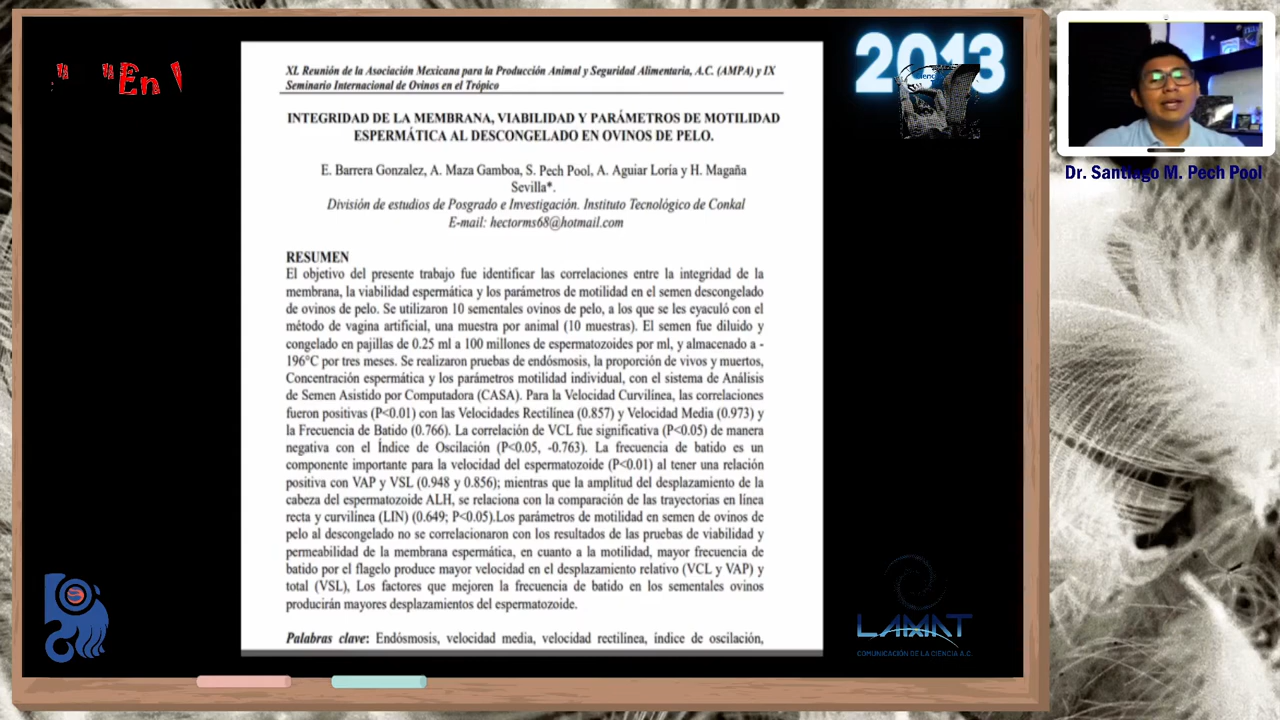 "  "En V
2013
XL Reunión de la Asociación Mexicana para la Producción Animal y Seguridad Alimentaria, A.C. (AMPA) y IX
Seminario Internacional de Ovinos en el Trópico
INTEGRIDAD DE LA MEMBRANA, VIABILIDAD Y PARÁMETROS DE MOTILIDAD
ESPERMÁTICA AL DESCONGELADO EN OVINOS DE PELO.
E. Barrera Gonzalez, A. Maza Gamboa, S. Pech Pool, A. Aguiar Loría y H. Magaña
Sevilla*.
División de estudios de Posgrado e Investigación. Instituto Tecnológico de Conkal
E-mail: hectorms68@hotmail.com
RESUMEN
El objetivo del presente trabajo fue identificar las correlaciones entre la integridad de la
membrana, la viabilidad espermática y los parámetros de motilidad en el semen descongelado
de ovinos de pelo. Se utilizaron 10 sementales ovinos de pelo, a los que se les eyaculó con el
método de vagina artificial, una muestra por animal (10 muestras). El semen fue diluido y
congelado en pajillas de 0.25 ml a 100 millones de espermatozoides por ml, y almacenado a -
196°C por tres meses. Se realizaron pruebas de endósmosis, la proporción de vivos y muertos,
Concentración espermática y los parámetros motilidad individual, con el sistema de Análisis
de Semen Asistido por Computadora (CASA). Para la Velocidad Curvilínea, las correlaciones
fueron positivas (P<0.01) con las Velocidades Rectilínea (0.857) y Velocidad Media (0.973) y
la Frecuencia de Batido (0.766). La correlación de VCL fue significativa (P<0.05) de manera
negativa con el Índice de Oscilación (P<0.05, -0.763). La frecuencia de batido es un
componente importante para la velocidad del espermatozoide (P<0.01) al tener una relación
positiva con VAP y VSL (0.948 y 0.856); mientras que la amplitud del desplazamiento de la
cabeza del espermatozoide ALH, se relaciona con la comparación de las trayectorias en línea
recta y curvilínea (LIN) (0.649; P<0.05).Los parámetros de motilidad en semen de ovinos de
pelo al descongelado no se correlacionaron con los resultados de las pruebas de viabilidad y
permeabilidad de la membrana espermática, en cuanto a la motilidad, mayor frecuencia de
batido por el flagelo produce mayor velocidad en el desplazamiento relativo (VCL y VAP) y
total (VSL), Los factores que mejoren la frecuencia de batido en los sementales ovinos
producirán mayores desplazamientos del espermatozoide.
Palabras clave: Endósmosis, velocidad media, velocidad rectilínea, índice de oscilación,
Dr. Santiago M. Pech Pool
LAMAT
COMUNICACIÓN DE LA CIENCIA A.C.